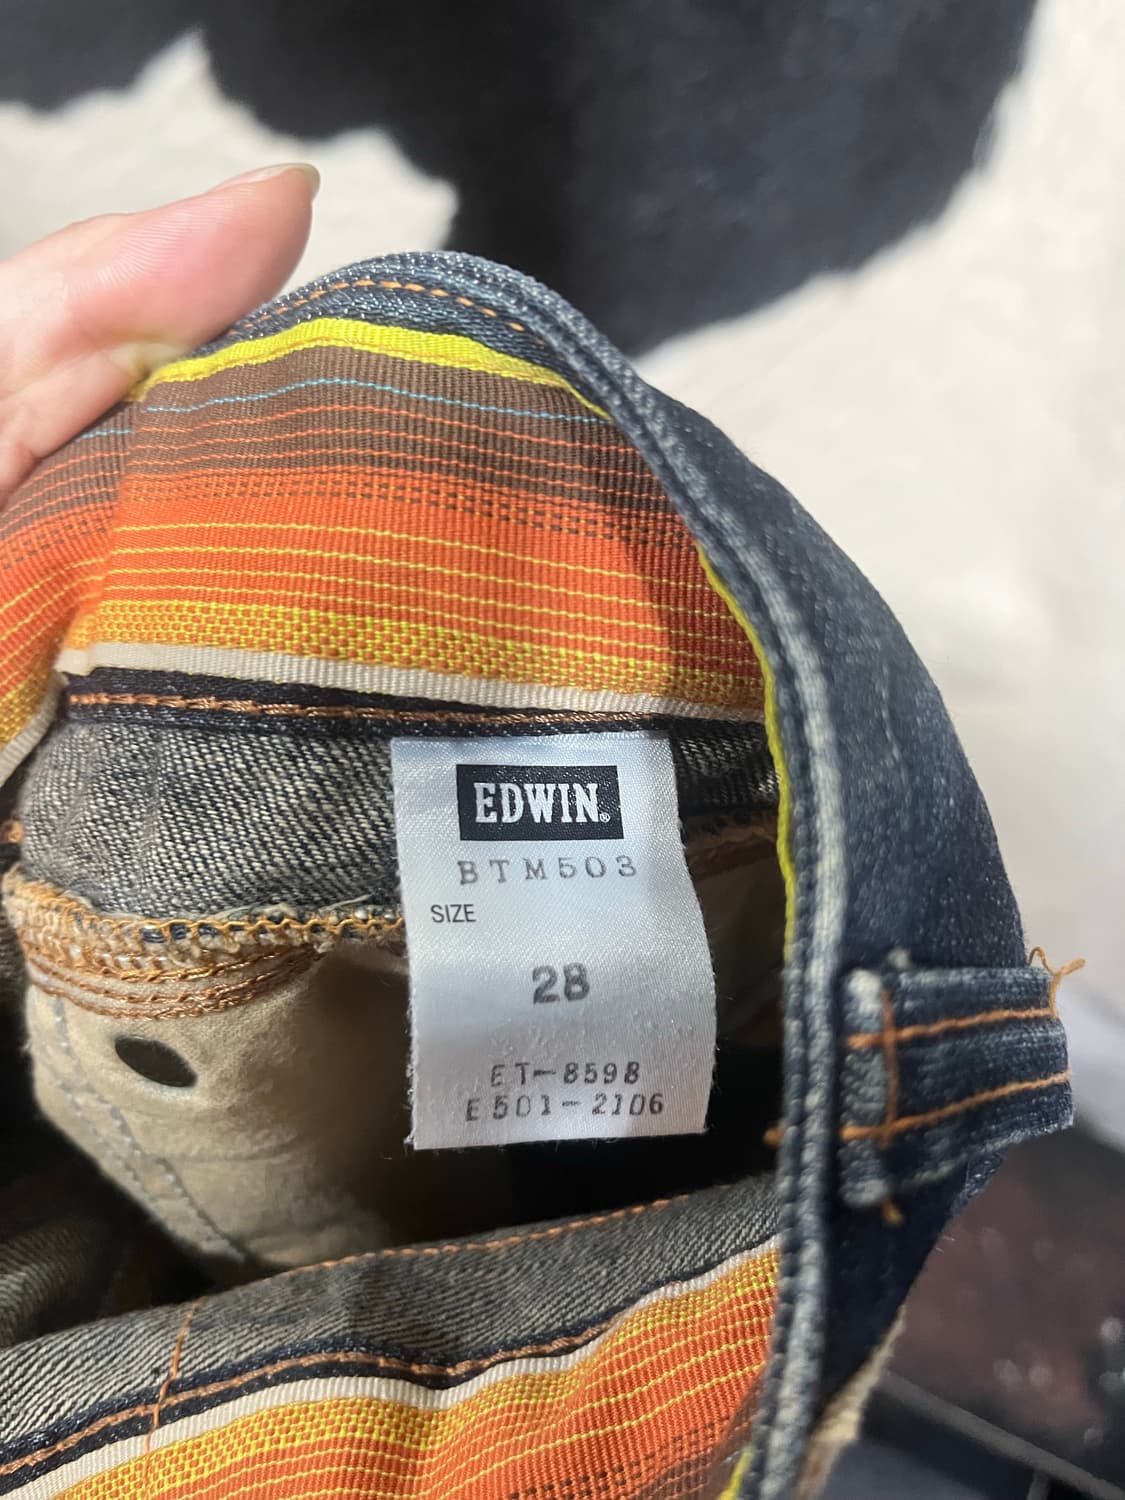 EDWIN®
BTM503
SIZE
28
ET-8598
E501-2106